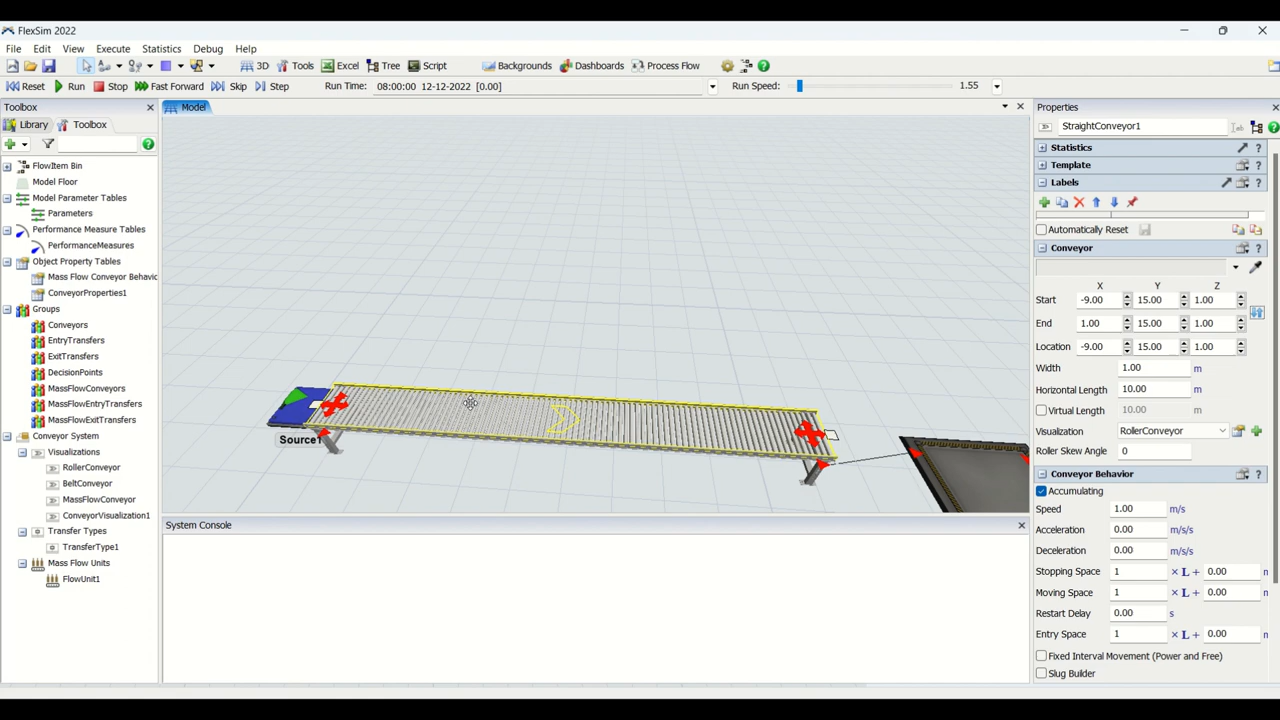 FlexSim 2022
File Edit View Execute Statistics Debug Help
3D Tools Excel Tree Script Backgrounds Dashboards Process Flow
Reset Run Stop Fast Forward Skip Step Run Time: 08:00:00 12-12-2022 [0.00] Run Speed: 1.55
Toolbox
Library Toolbox
FlowItem Bin
Model Floor
Model Parameter Tables
Parameters
Performance Measure Tables
PerformanceMeasures
Object Property Tables
Mass Flow Conveyor Behavic
ConveyorProperties1
Groups
Conveyors
EntryTransfers
ExitTransfers
DecisionPoints
MassFlowConveyors
MassFlowEntryTransfers
MassFlowExitTransfers
Conveyor System
Visualizations
RollerConveyor
BeltConveyor
MassFlowConveyor
ConveyorVisualization1
Transfer Types
TransferType1
Mass Flow Units
FlowUnit1
Model
Source1
System Console
Properties
StraightConveyor1
Statistics
Template
Labels
Automatically Reset
Conveyor
X Y Z
Start -9.00 15.00 1.00
End 1.00 15.00 1.00
Location -9.00 15.00 1.00
Width 1.00 m
Horizontal Length 10.00 m
Virtual Length 10.00 m
Visualization RollerConveyor
Roller Skew Angle 0
Conveyor Behavior
Accumulating
Speed 1.00 m/s
Acceleration 0.00 m/s/s
Deceleration 0.00 m/s/s
Stopping Space 1 × L + 0.00
Moving Space 1 × L + 0.00
Restart Delay 0.00 s
Entry Space 1 × L + 0.00
Fixed Interval Movement (Power and Free)
Slug Builder